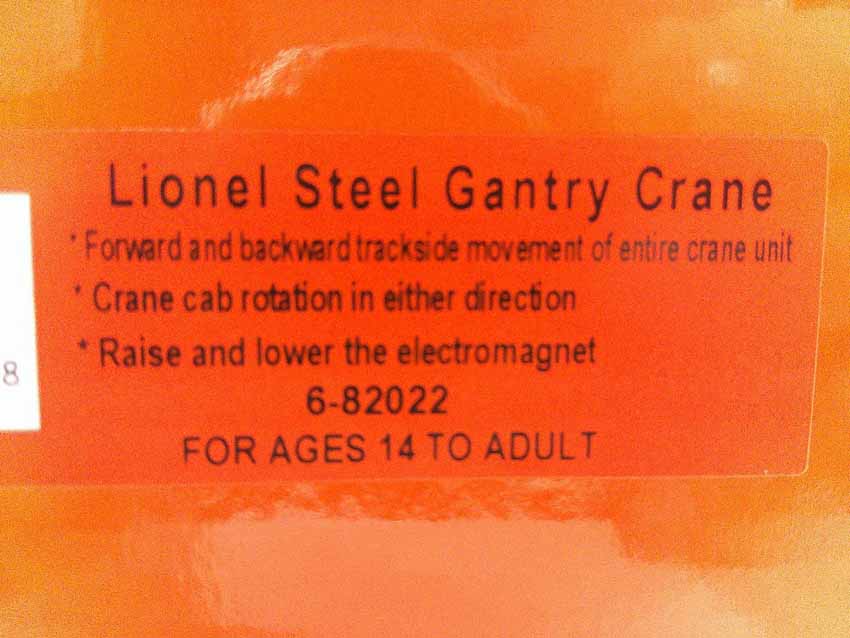 Lionel Steel Gantry Crane
* Forward and backward trackside movement of entire crane unit
* Crane cab rotation in either direction
* Raise and lower the electromagnet
8
6-82022
FOR AGES 14 TO ADULT